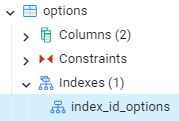 options
Columns (2)
Constraints
Indexes (1)
index_id_options